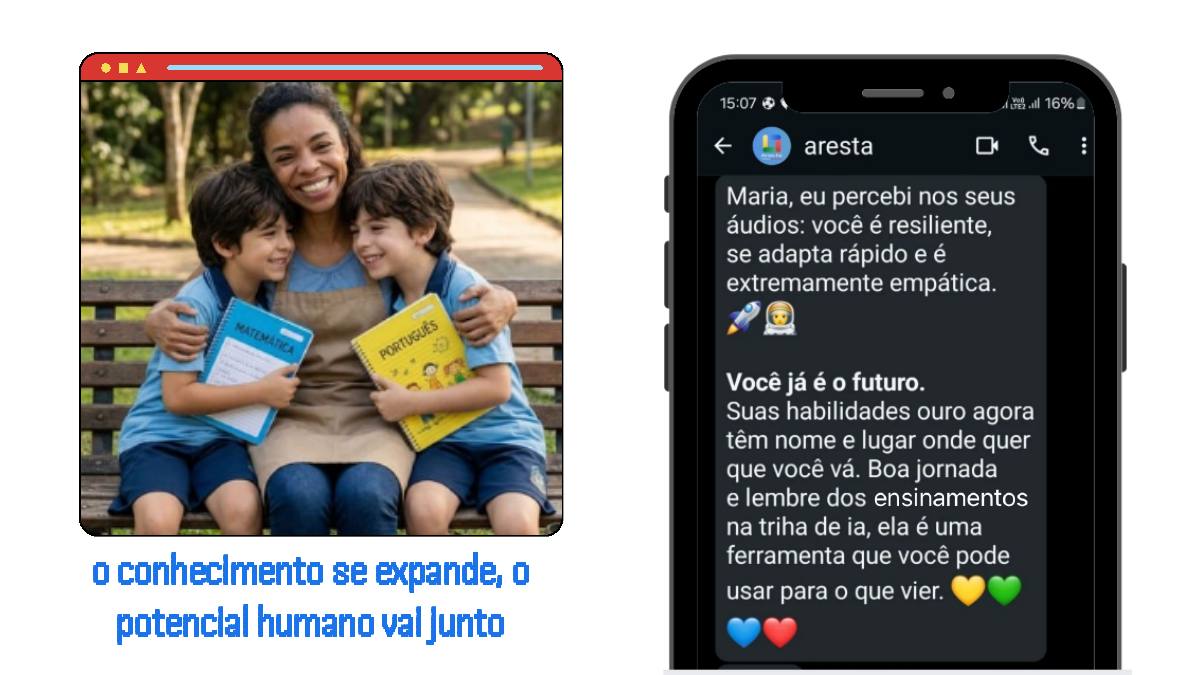 MATEMÁTICA
PORTUGUÊS
o conhecimento se expande, o
potencial humano vai junto
15:07
Vo)) LTE2 16%
aresta
Maria, eu percebi nos seus
áudios: você é resiliente,
se adapta rápido e é
extremamente empática.
🚀👩‍🚀
Você já é o futuro.
Suas habilidades ouro agora
têm nome e lugar onde quer
que você vá. Boa jornada
e lembre dos ensinamentos
na triha de ia, ela é uma
ferramenta que você pode
usar para o que vier. 💛💚
💙❤️